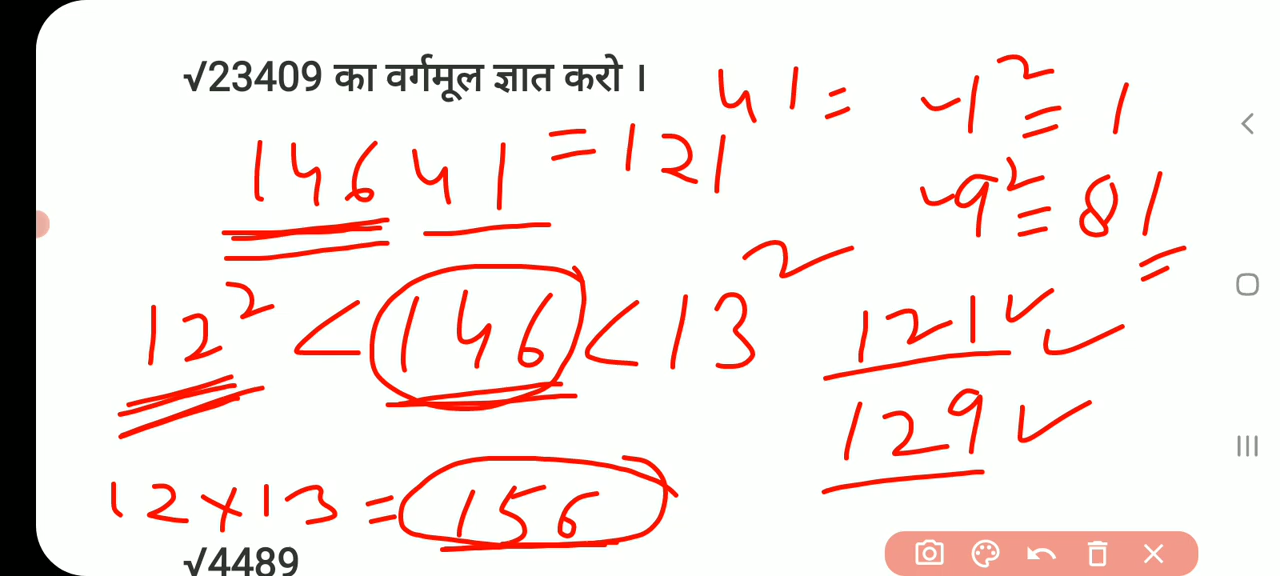 √23409 का वर्गमूल ज्ञात करो ।
41 =
4² = 1
14641 = 121
9² = 81
12² < 146 < 13²
121
129
12 × 13 = 156
√4489